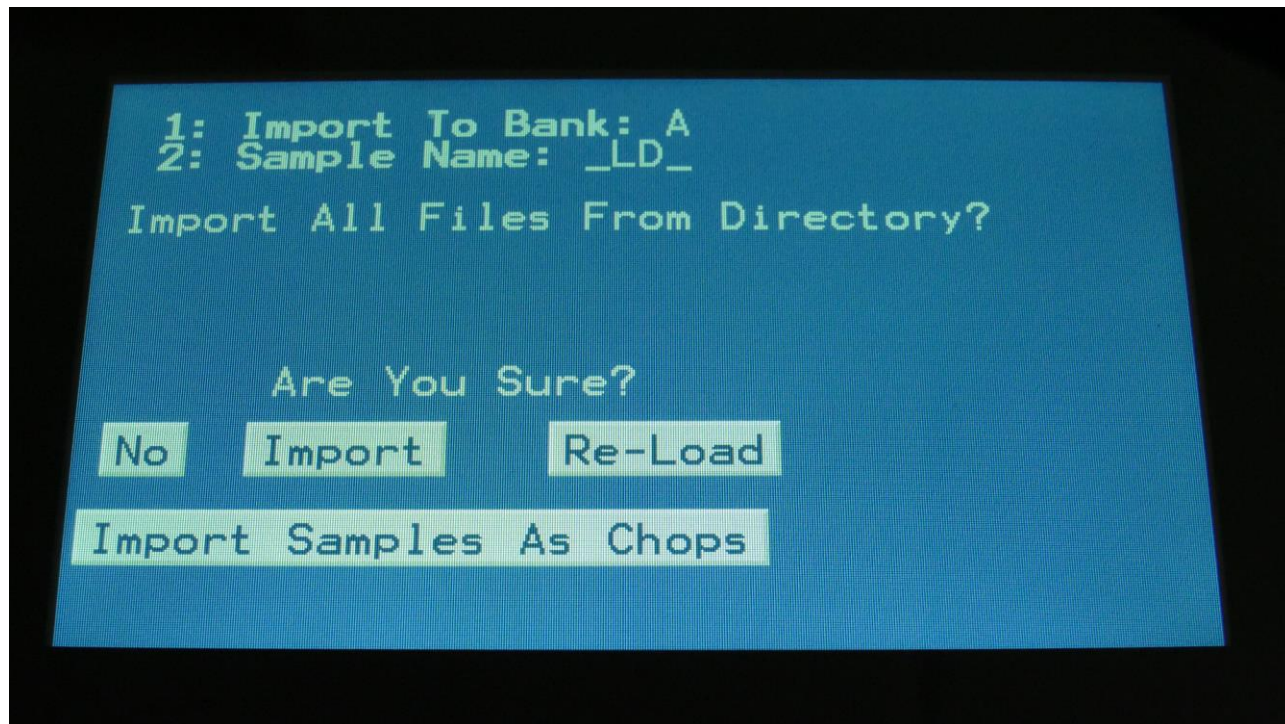 1: Import To Bank: A
2: Sample Name: _LD_
Import All Files From Directory?
Are You Sure?
No Import Re-Load
Import Samples As Chops